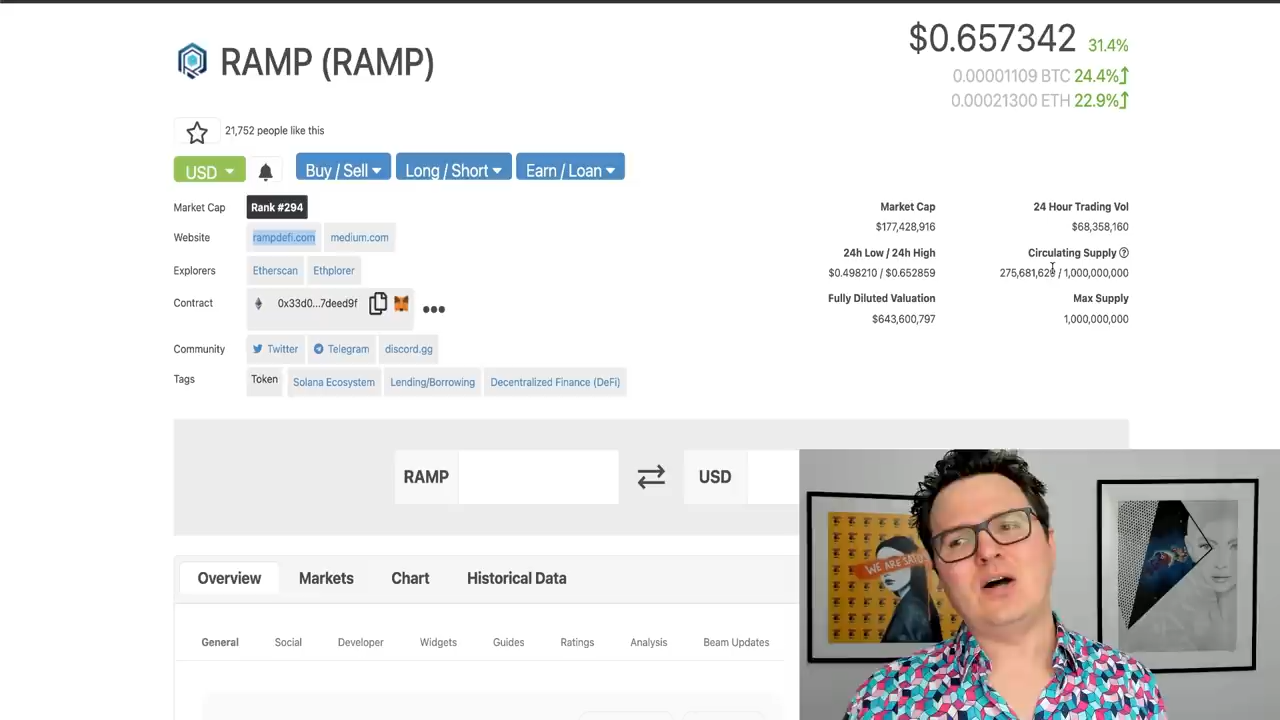 RAMP (RAMP)
$0.657342 31.4%
0.00001109 BTC 24.4%
0.00021300 ETH 22.9%
21,752 people like this
USD
Buy / Sell
Long / Short
Earn / Loan
Market Cap Rank #294
Website rampdefi.com medium.com
Explorers Etherscan Ethplorer
Contract 0x33d0...7deed9f
Community Twitter Telegram discord.gg
Tags Token Solana Ecosystem Lending/Borrowing Decentralized Finance (DeFi)
Market Cap 24 Hour Trading Vol
$177,428,916 $68,358,160
24h Low / 24h High Circulating Supply
$0.498210 / $0.652859 275,681,629 / 1,000,000,000
Fully Diluted Valuation Max Supply
$643,600,797 1,000,000,000
RAMP USD
Overview Markets Chart Historical Data
General Social Developer Widgets Guides Ratings Analysis Beam Updates
WE ARE